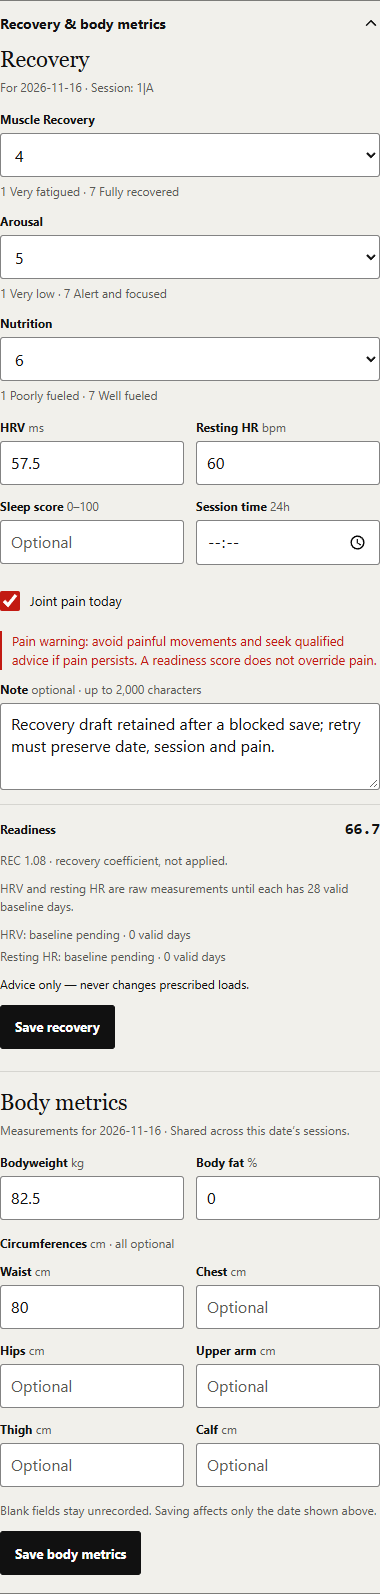 Recovery & body metrics
Recovery
For 2026-11-16 · Session: 1|A
Muscle Recovery
4
1 Very fatigued · 7 Fully recovered
Arousal
5
1 Very low · 7 Alert and focused
Nutrition
6
1 Poorly fueled · 7 Well fueled
HRV ms
Resting HR bpm
57.5
60
Sleep score 0–100
Session time 24h
Optional
--:--
Joint pain today
Pain warning: avoid painful movements and seek qualified
advice if pain persists. A readiness score does not override pain.
Note optional · up to 2,000 characters
Recovery draft retained after a blocked save; retry
must preserve date, session and pain.
Readiness
66.7
REC 1.08 · recovery coefficient, not applied.
HRV and resting HR are raw measurements until each has 28 valid
baseline days.
HRV: baseline pending · 0 valid days
Resting HR: baseline pending · 0 valid days
Advice only — never changes prescribed loads.
Save recovery
Body metrics
Measurements for 2026-11-16 · Shared across this date's sessions.
Bodyweight kg
Body fat %
82.5
0
Circumferences cm · all optional
Waist cm
Chest cm
80
Optional
Hips cm
Upper arm cm
Optional
Optional
Thigh cm
Calf cm
Optional
Optional
Blank fields stay unrecorded. Saving affects only the date shown above.
Save body metrics